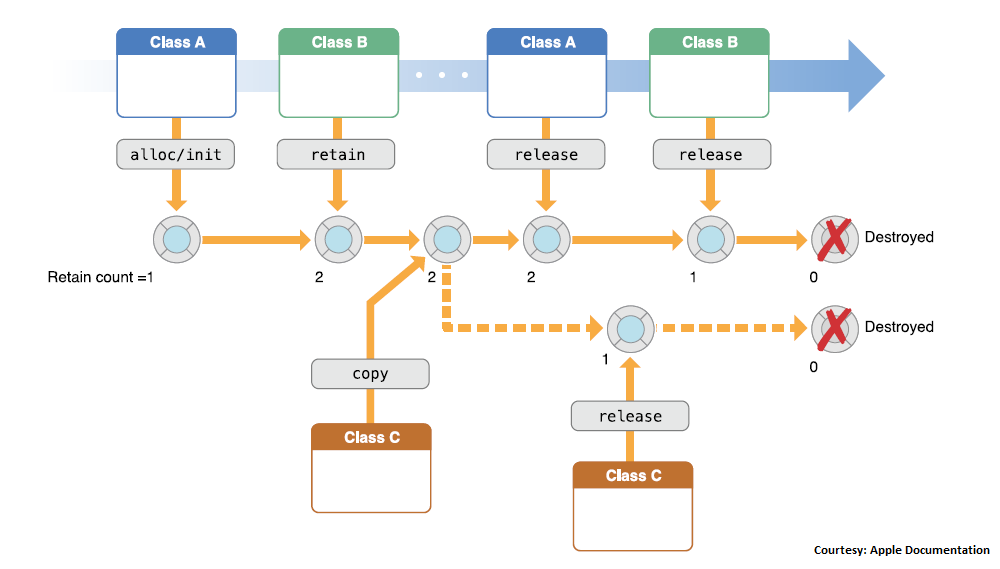 Class A
Class B
. . .
Class A
Class B
alloc/init
retain
release
release
Destroyed
Retain count =1
2
2
2
1
0
Destroyed
1
0
copy
release
Class C
Class C
Courtesy: Apple Documentation